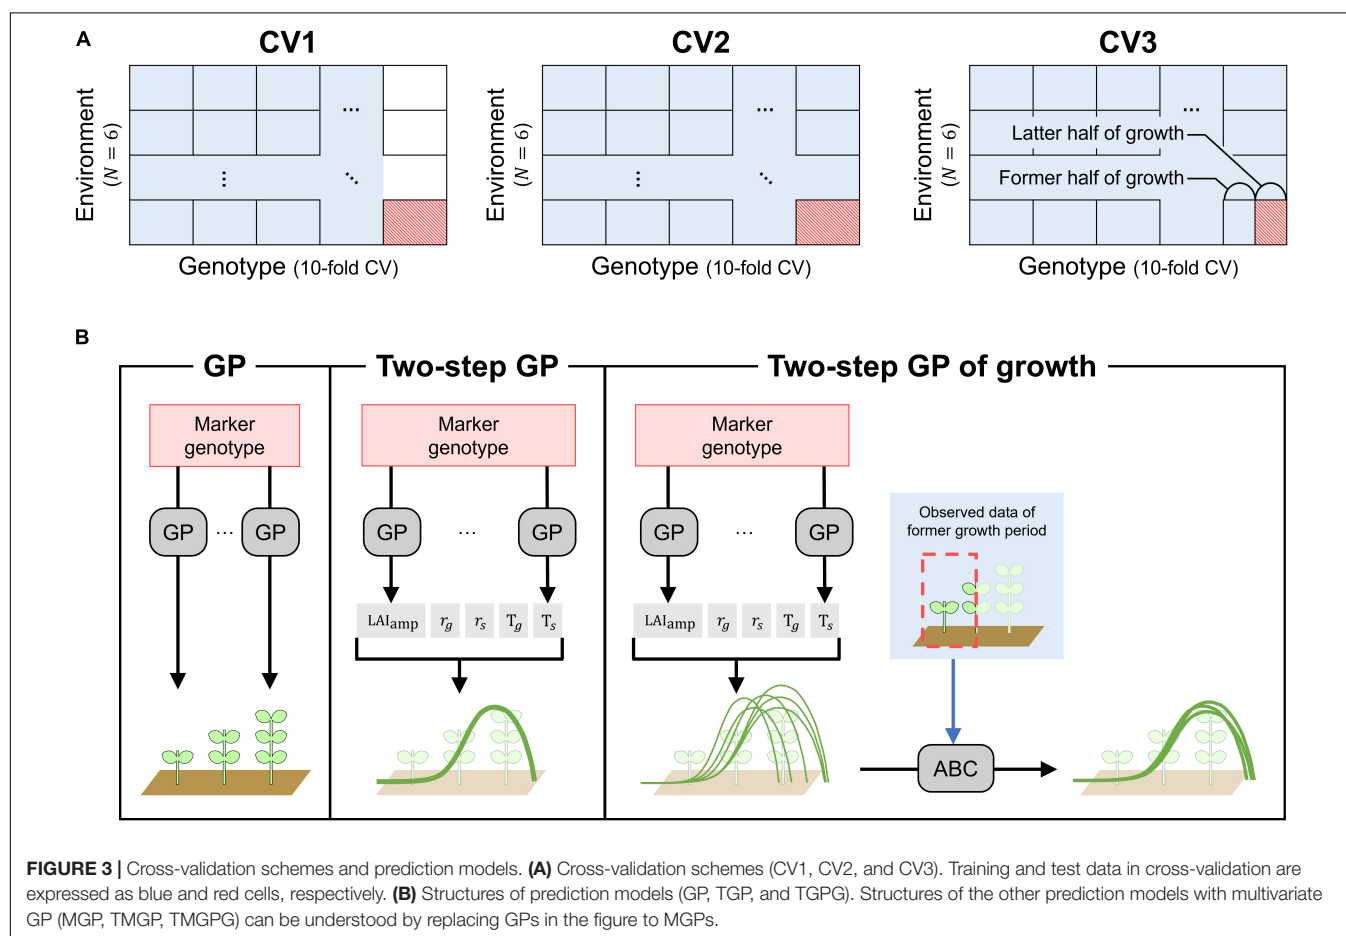 A
CV1
CV2
CV3
Environment
(N = 6)
...
...
...
Genotype (10-fold CV)
Environment
(N = 6)
...
...
...
Genotype (10-fold CV)
Environment
(N = 6)
...
Latter half of growth
Former half of growth
Genotype (10-fold CV)
B
GP
Two-step GP
Two-step GP of growth
Marker
genotype
GP ... GP
Marker
genotype
GP ... GP
LAIamp rg rs Tg Ts
Marker
genotype
GP ... GP
LAIamp rg rs Tg Ts
Observed data of
former growth period
ABC
FIGURE 3 | Cross-validation schemes and prediction models. (A) Cross-validation schemes (CV1, CV2, and CV3). Training and test data in cross-validation are
expressed as blue and red cells, respectively. (B) Structures of prediction models (GP, TGP, and TGPG). Structures of the other prediction models with multivariate
GP (MGP, TMGP, TMGPG) can be understood by replacing GPs in the figure to MGPs.